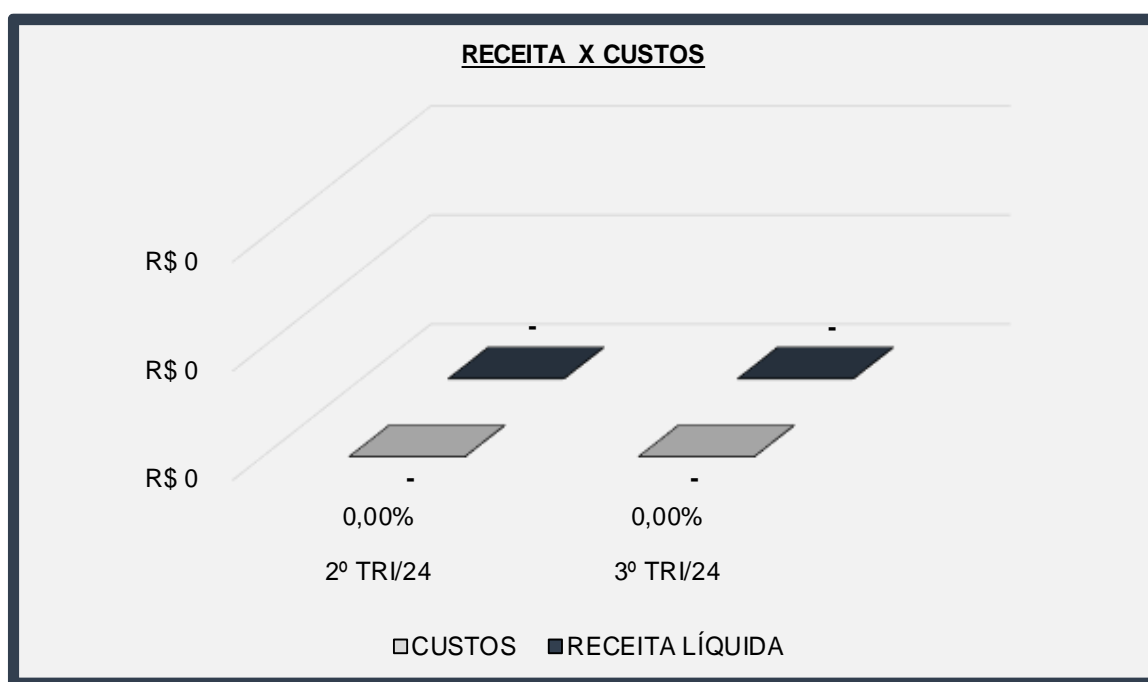 RECEITA X CUSTOS
R$ 0
- -
R$ 0
R$ 0
- -
0,00% 0,00%
2º TRI/24 3º TRI/24
CUSTOS RECEITA LÍQUIDA